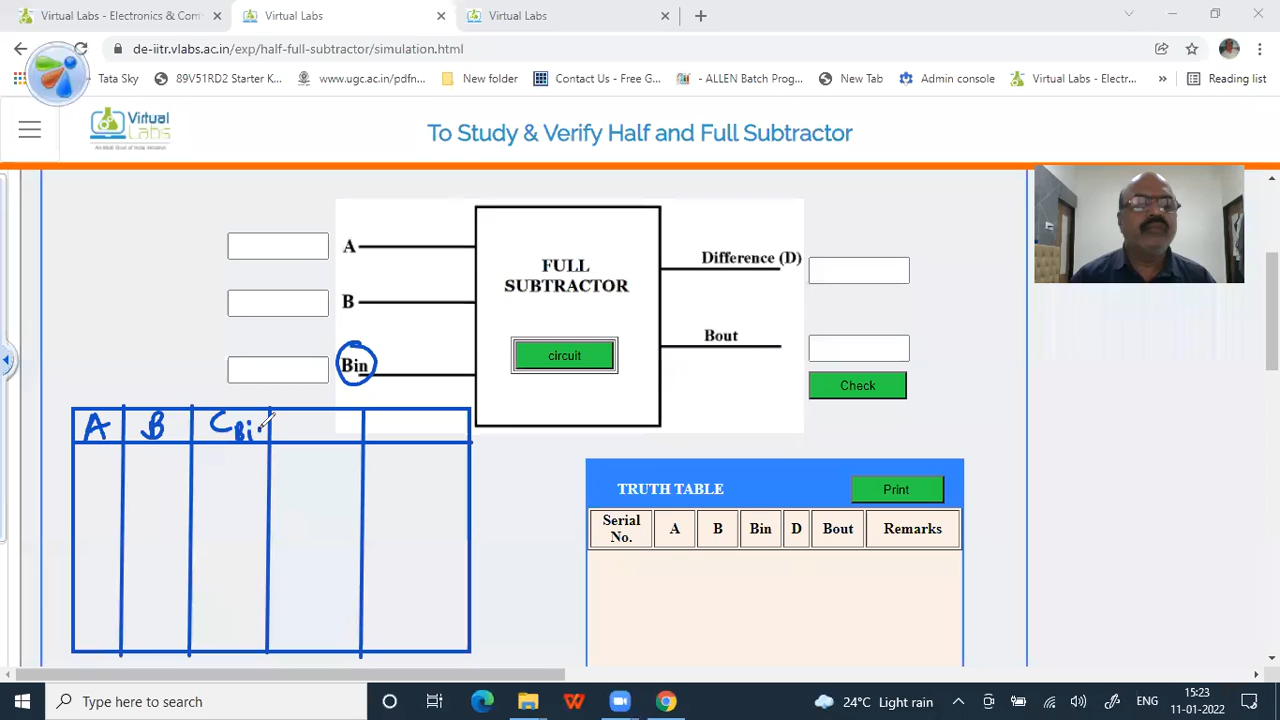 Virtual Labs - Electronics & Com
Virtual Labs
Virtual Labs
de-iitr.vlabs.ac.in/exp/half-full-subtractor/simulation.html
Tata Sky
89V51RD2 Starter K...
www.ugc.ac.in/pdfn...
New folder
Contact Us - Free G...
- ALLEN Batch Prog...
New Tab
Admin console
Virtual Labs - Electr...
»
Reading list
Virtual
Labs
To Study & Verify Half and Full Subtractor
A
B
Bin
FULL
SUBTRACTOR
circuit
Difference (D)
Bout
Check
A B CBi
TRUTH TABLE
Print
Serial No. A B Bin D Bout Remarks
Type here to search
24°C Light rain
ENG
15:23
11-01-2022